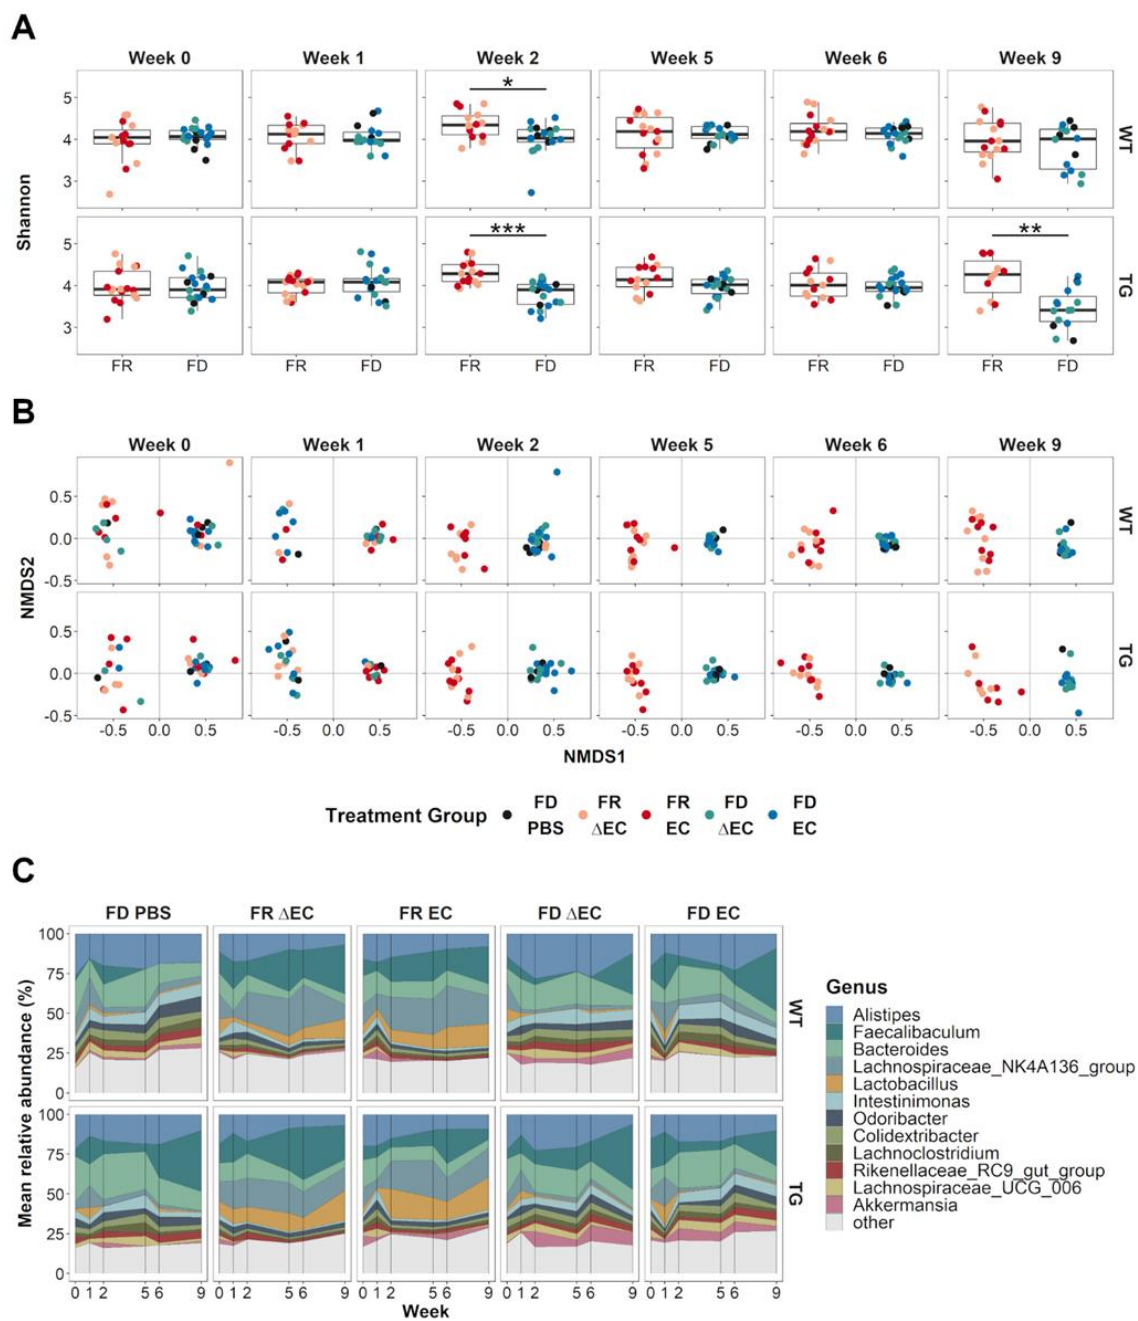 A
Week 0 Week 1 Week 2 Week 5 Week 6 Week 9
Shannon
5
4
3
* WT
5
4
3
*** ** TG
FR FD FR FD FR FD FR FD FR FD FR FD
B
Week 0 Week 1 Week 2 Week 5 Week 6 Week 9
NMDS2
0.5
0.0
-0.5
WT
0.5
0.0
-0.5
TG
-0.5 0.0 0.5 -0.5 0.0 0.5 -0.5 0.0 0.5 -0.5 0.0 0.5 -0.5 0.0 0.5 -0.5 0.0 0.5
NMDS1
Treatment Group FD PBS FR ΔEC FR EC FD ΔEC FD EC
C
FD PBS FR ΔEC FR EC FD ΔEC FD EC
Mean relative abundance (%)
100
75
50
25
0
WT
100
75
50
25
0
TG
0 1 2 5 6 9 0 1 2 5 6 9 0 1 2 5 6 9 0 1 2 5 6 9 0 1 2 5 6 9
Week
Genus
Alistipes
Faecalibaculum
Bacteroides
Lachnospiraceae_NK4A136_group
Lactobacillus
Intestinimonas
Odoribacter
Colidextribacter
Lachnoclostridium
Rikenellaceae_RC9_gut_group
Lachnospiraceae_UCG_006
Akkermansia
other